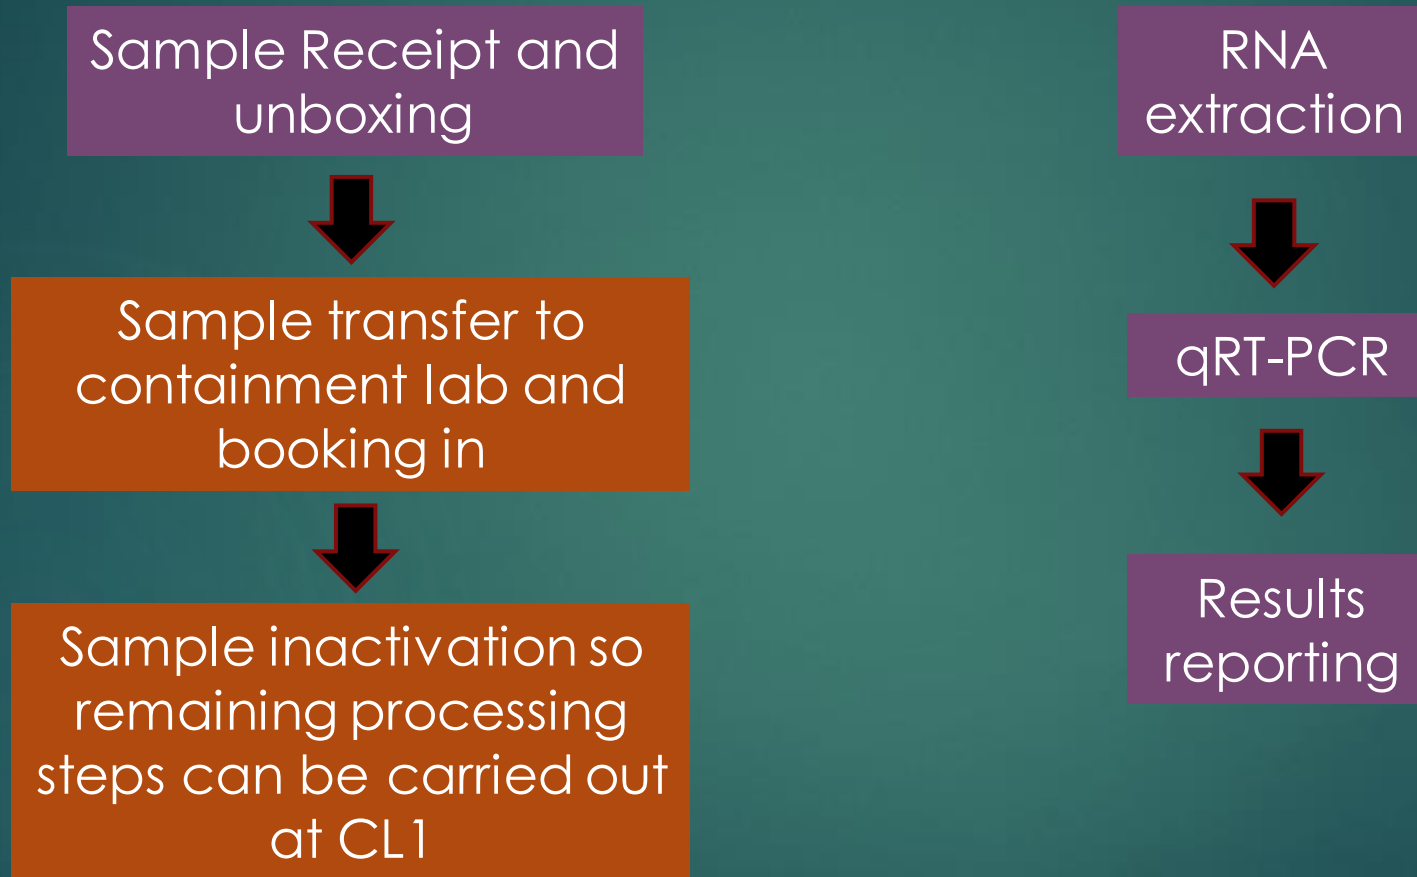 Sample Receipt and
unboxing
Sample transfer to
containment lab and
booking in
Sample inactivation so
remaining processing
steps can be carried out
at CL1
RNA
extraction
qRT-PCR
Results
reporting